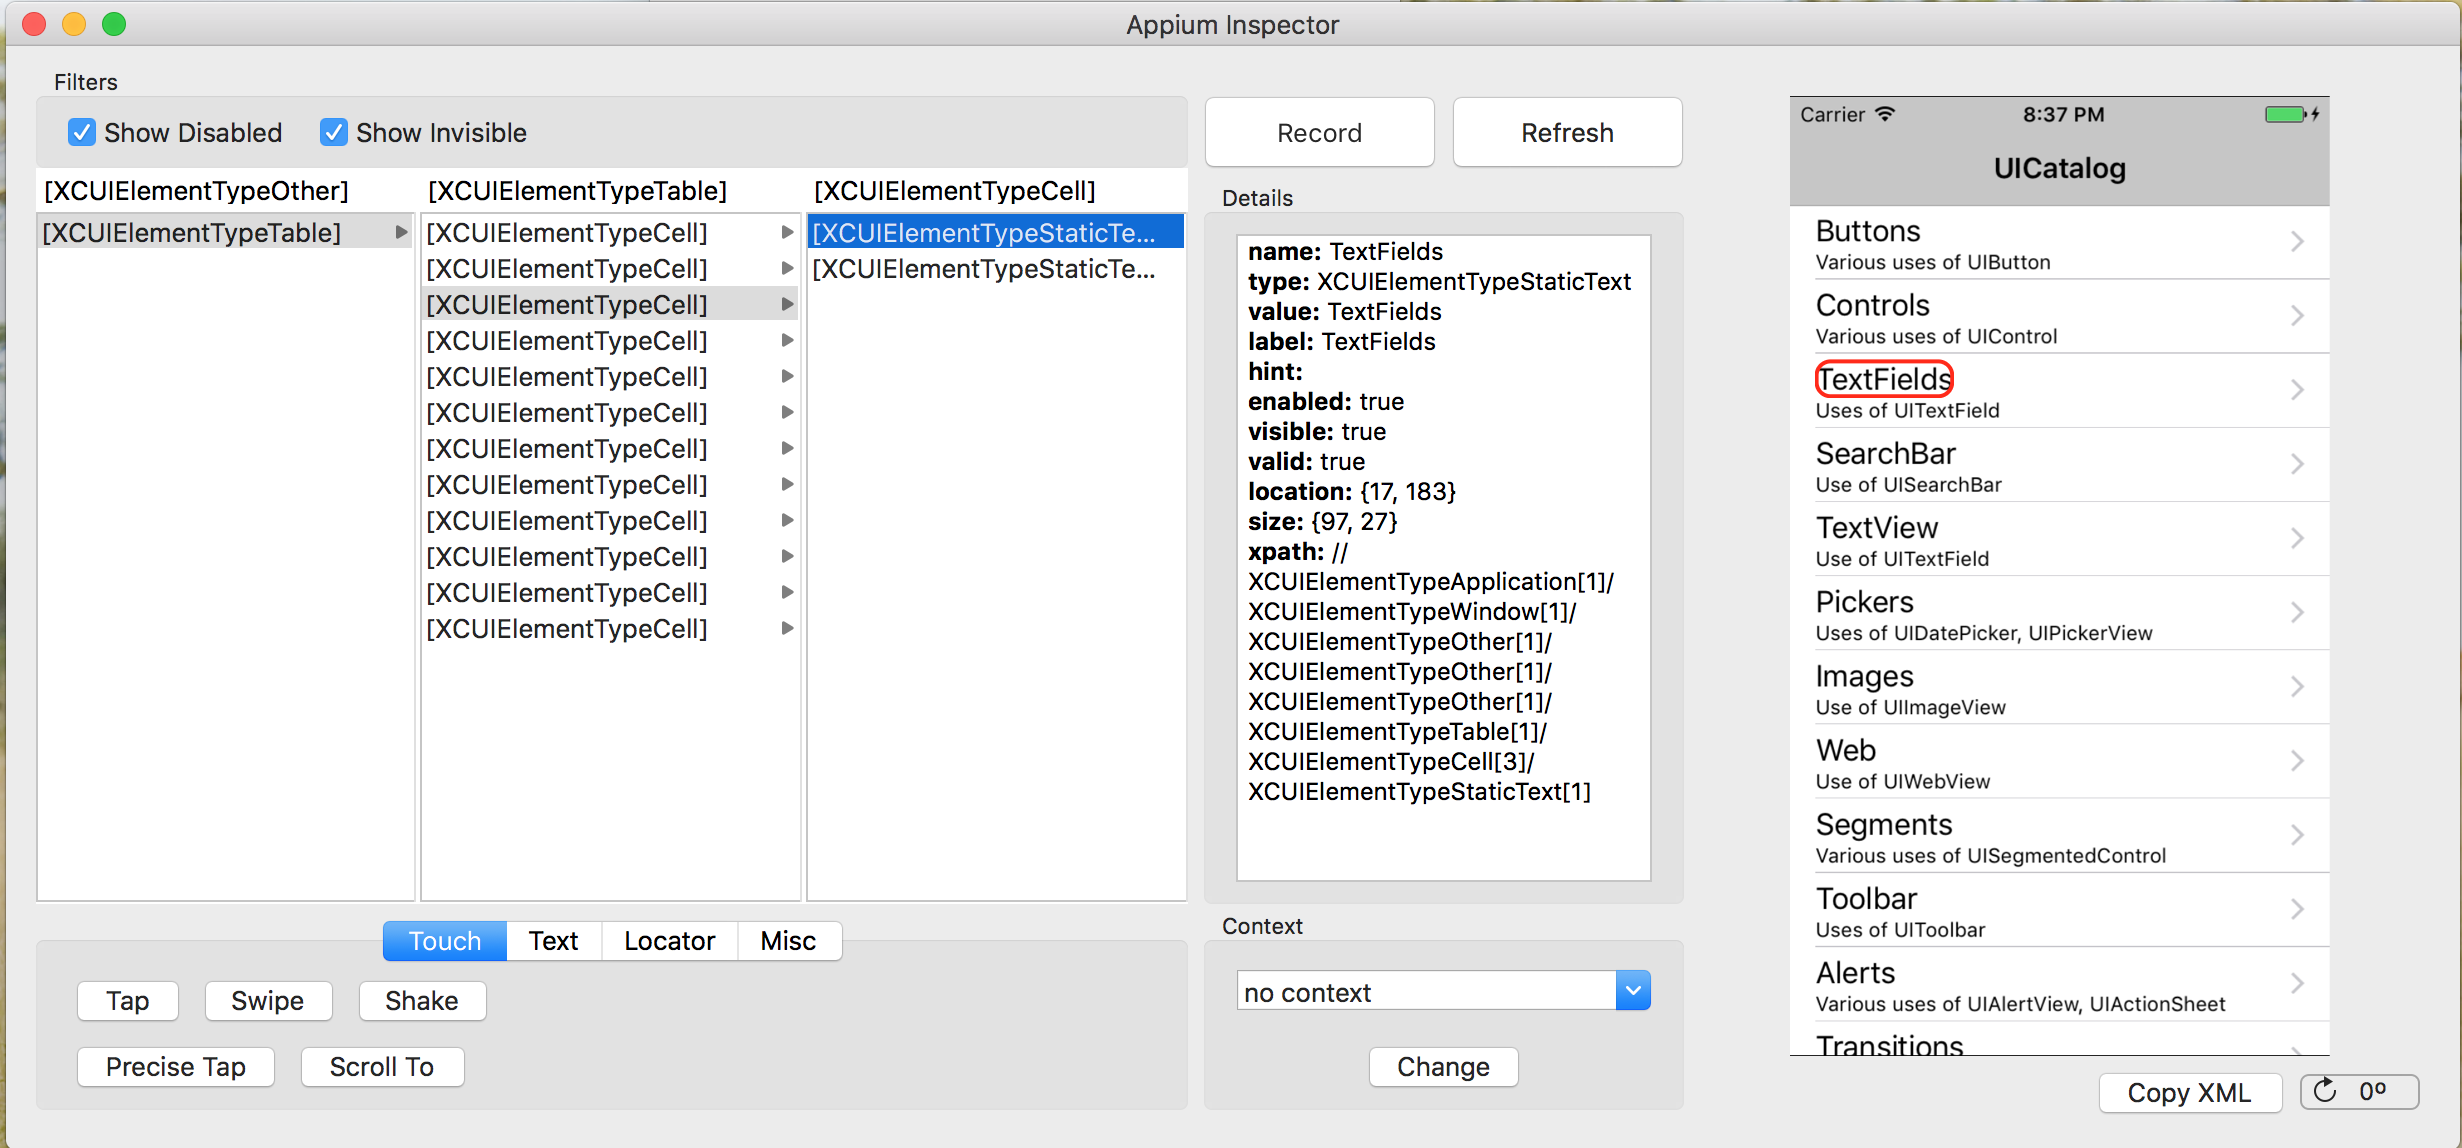 Appium Inspector
Filters
Show Disabled
Show Invisible
[XCUIElementTypeOther]
[XCUIElementTypeTable]
[XCUIElementTypeTable]
[XCUIElementTypeCell]
[XCUIElementTypeCell]
[XCUIElementTypeCell]
[XCUIElementTypeCell]
[XCUIElementTypeCell]
[XCUIElementTypeCell]
[XCUIElementTypeCell]
[XCUIElementTypeCell]
[XCUIElementTypeCell]
[XCUIElementTypeCell]
[XCUIElementTypeCell]
[XCUIElementTypeCell]
[XCUIElementTypeCell]
[XCUIElementTypeStaticTe...
[XCUIElementTypeStaticTe...
Touch
Text
Locator
Misc
Tap
Swipe
Shake
Precise Tap
Scroll To
Record
Refresh
Details
name: TextFields
type: XCUIElementTypeStaticText
value: TextFields
label: TextFields
hint:
enabled: true
visible: true
valid: true
location: {17, 183}
size: {97, 27}
xpath: //
XCUIElementTypeApplication[1]/
XCUIElementTypeWindow[1]/
XCUIElementTypeOther[1]/
XCUIElementTypeOther[1]/
XCUIElementTypeOther[1]/
XCUIElementTypeTable[1]/
XCUIElementTypeCell[3]/
XCUIElementTypeStaticText[1]
Context
no context
Change
Carrier
8:37 PM
UICatalog
Buttons
Various uses of UIButton
Controls
Various uses of UIControl
TextFields
Uses of UITextField
SearchBar
Use of UISearchBar
TextView
Use of UITextField
Pickers
Uses of UIDatePicker, UIPickerView
Images
Use of UIImageView
Web
Use of UIWebView
Segments
Various uses of UISegmentedControl
Toolbar
Uses of UIToolbar
Alerts
Various uses of UIAlertView, UIActionSheet
Transitions
Copy XML
0º